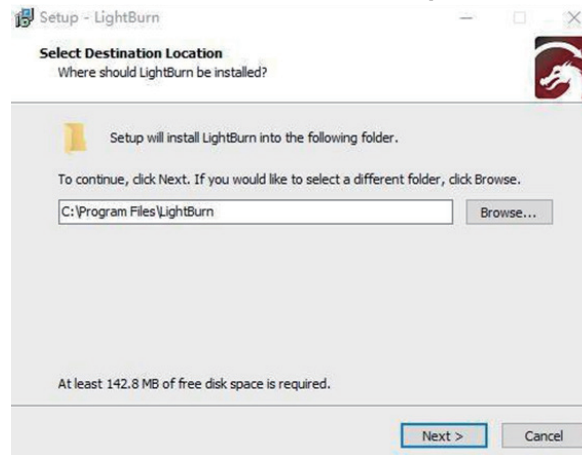 Setup - LightBurn
Select Destination Location
Where should LightBurn be installed?
Setup will install LightBurn into the following folder.
To continue, click Next. If you would like to select a different folder, click Browse.
C:\Program Files\LightBurn
Browse...
At least 142.8 MB of free disk space is required.
Next >
Cancel